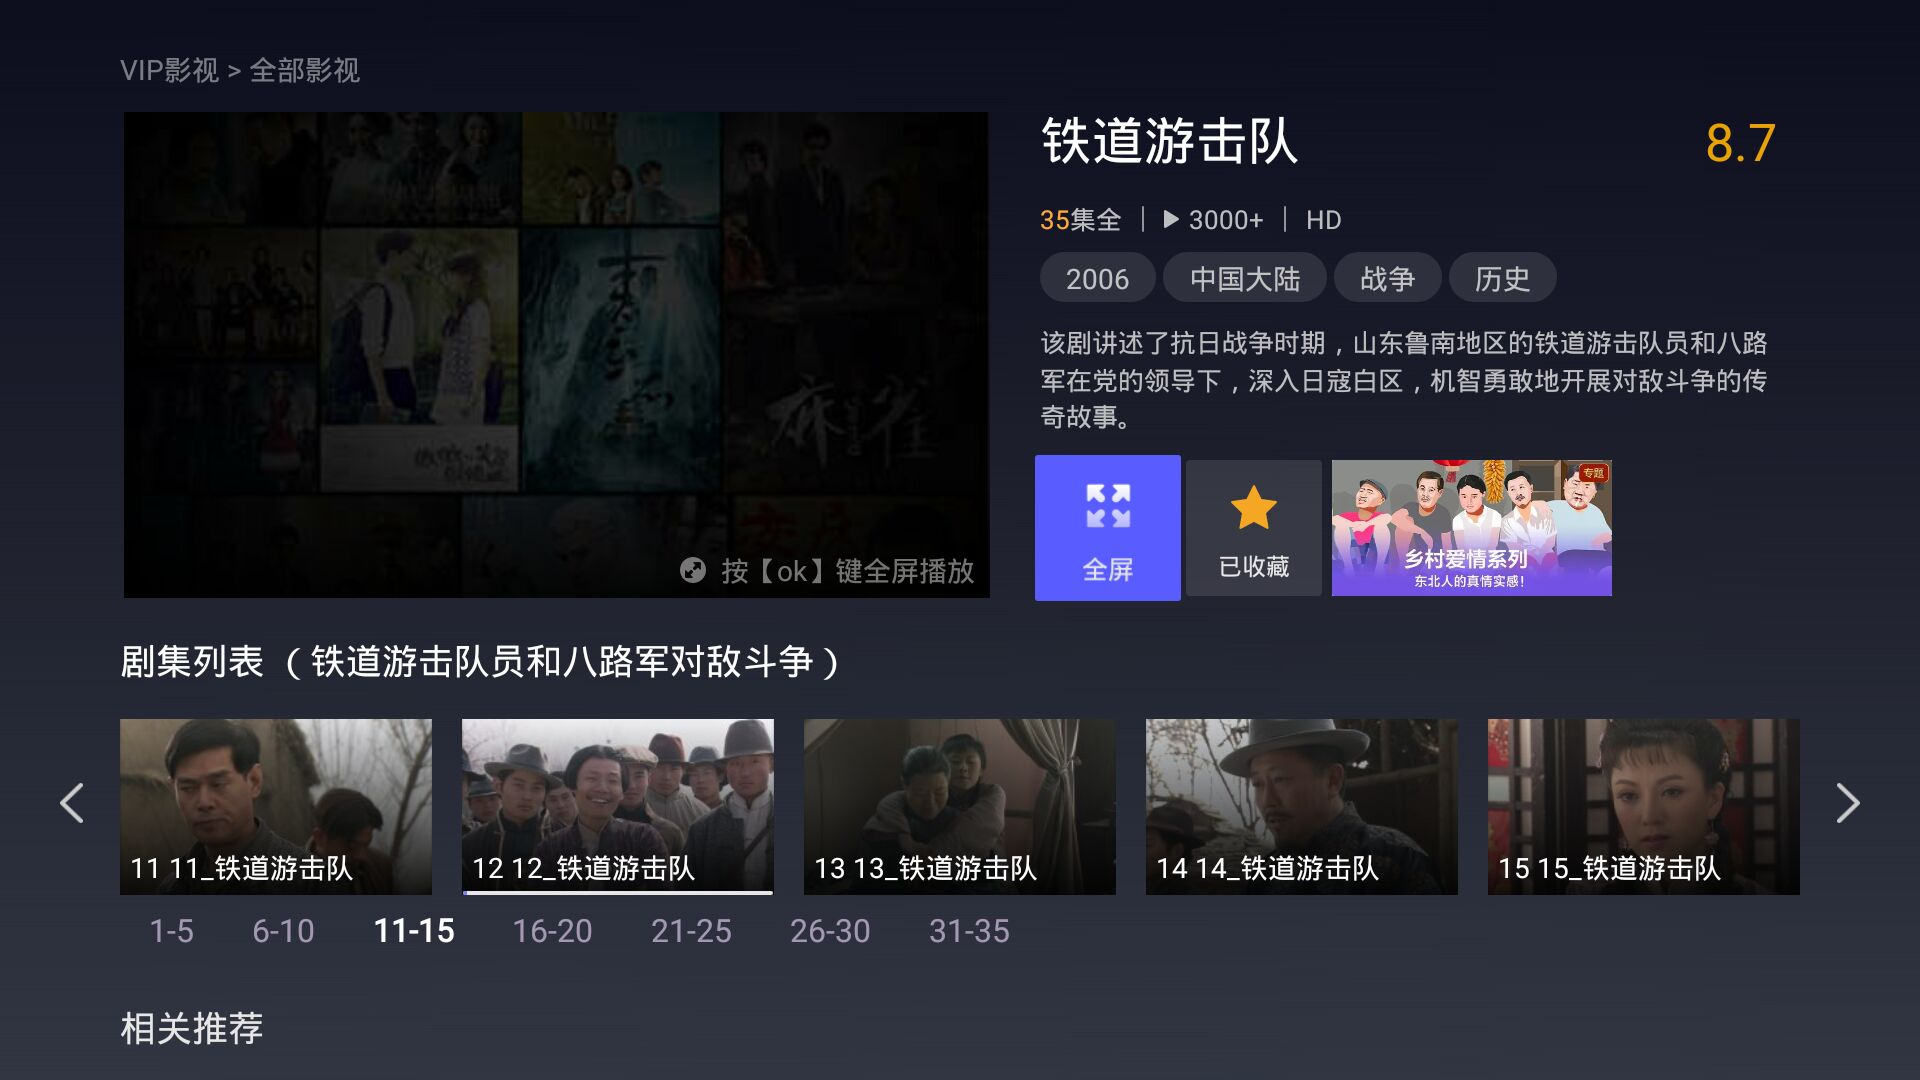 VIP影视 > 全部影视
铁道游击队
8.7
35集全 | 3000+ | HD
2006 中国大陆 战争 历史
该剧讲述了抗日战争时期，山东鲁南地区的铁道游击队员和八路
军在党的领导下，深入日寇白区，机智勇敢地开展对敌斗争的传
奇故事。
麻雀
按【ok】键全屏播放
全屏
已收藏
专题
乡村爱情系列
东北人的真情实感!
剧集列表（铁道游击队员和八路军对敌斗争）
11 11_铁道游击队
12 12_铁道游击队
13 13_铁道游击队
14 14_铁道游击队
15 15_铁道游击队
1-5 6-10 11-15 16-20 21-25 26-30 31-35
相关推荐